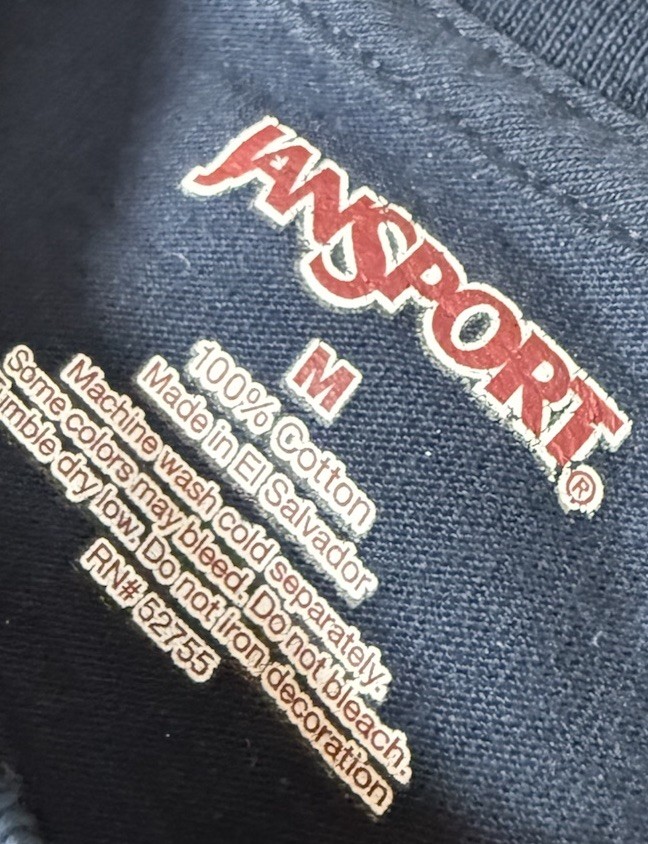 JANSPORT®
M
100% Cotton
Made in El Salvador
Machine wash cold separately.
Some colors may bleed. Do not bleach.
Tumble dry low. Do not iron decoration
RN# 62755